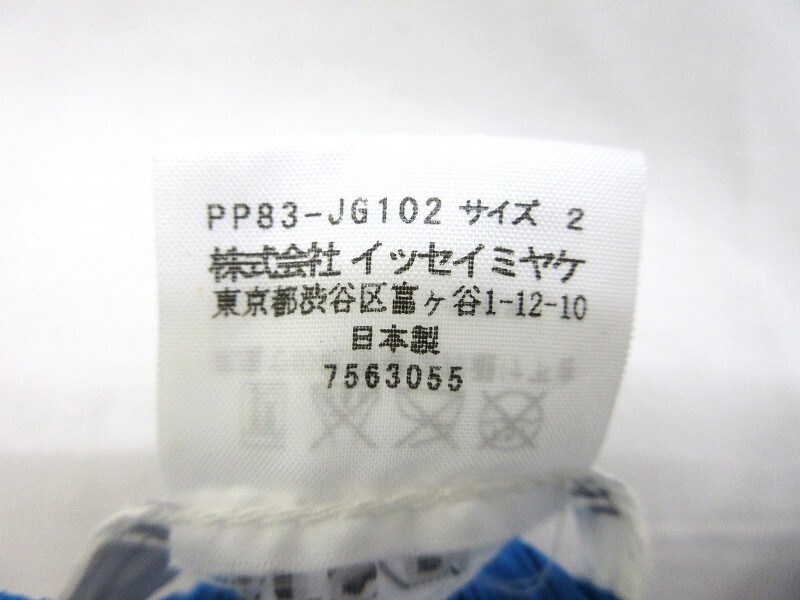 PP83-JG102 サイズ 2
株式会社 イッセイミヤケ
東京都渋谷区富ヶ谷1-12-10
日本製
7563055